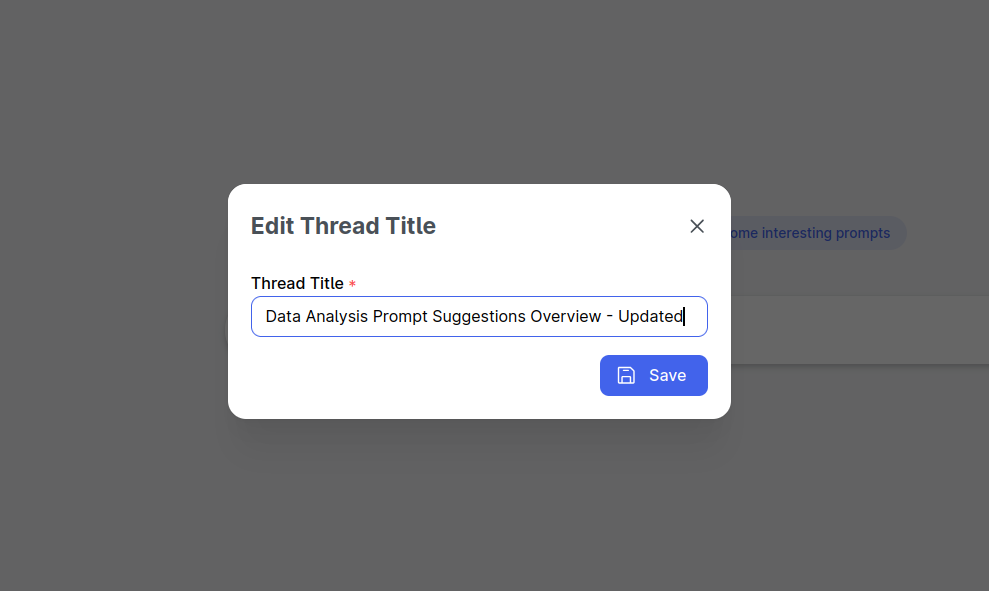 Edit Thread Title
ome interesting prompts
Thread Title *
Data Analysis Prompt Suggestions Overview - Updated
Save